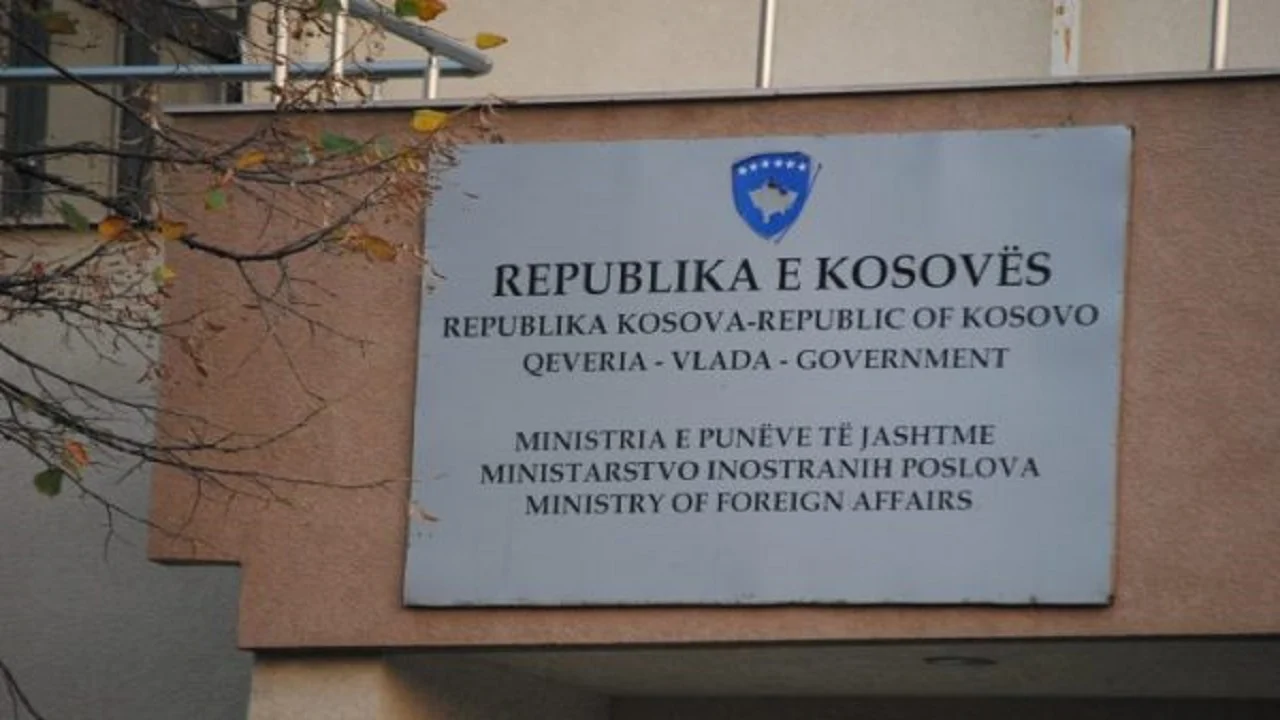 REPUBLIKA E KOSOVËS
REPUBLIKA KOSOVA-REPUBLIC OF KOSOVO
QEVERIA - VLADA - GOVERNMENT
MINISTRIA E PUNËVE TË JASHTME
MINISTARSTVO INOSTRANIH POSLOVA
MINISTRY OF FOREIGN AFFAIRS